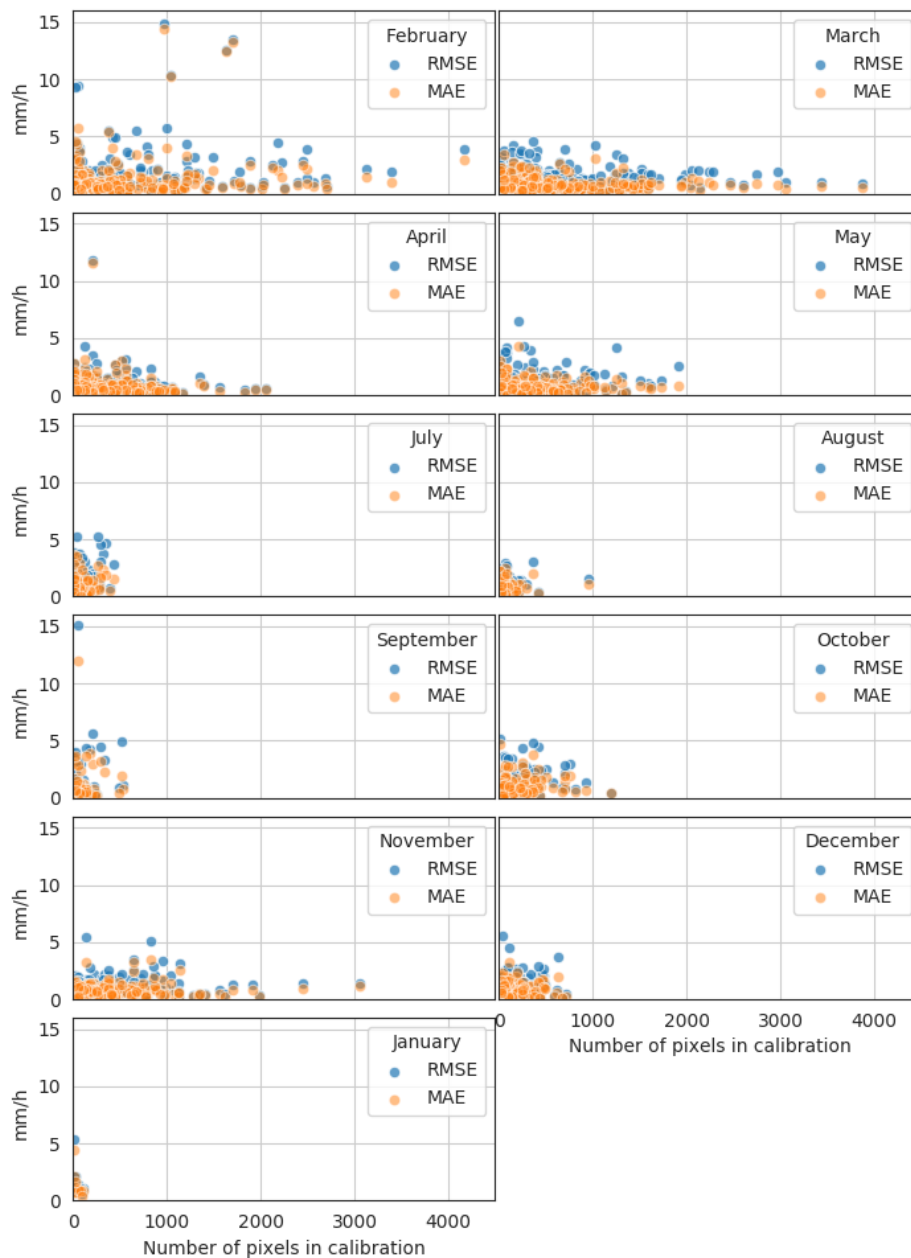 15
10
5
0
mm/h
February
RMSE
MAE
March
RMSE
MAE
15
10
5
0
mm/h
April
RMSE
MAE
May
RMSE
MAE
15
10
5
0
mm/h
July
RMSE
MAE
August
RMSE
MAE
15
10
5
0
mm/h
September
RMSE
MAE
October
RMSE
MAE
15
10
5
0
mm/h
November
RMSE
MAE
December
RMSE
MAE
0 1000 2000 3000 4000
Number of pixels in calibration
15
10
5
0
mm/h
January
RMSE
MAE
0 1000 2000 3000 4000
Number of pixels in calibration